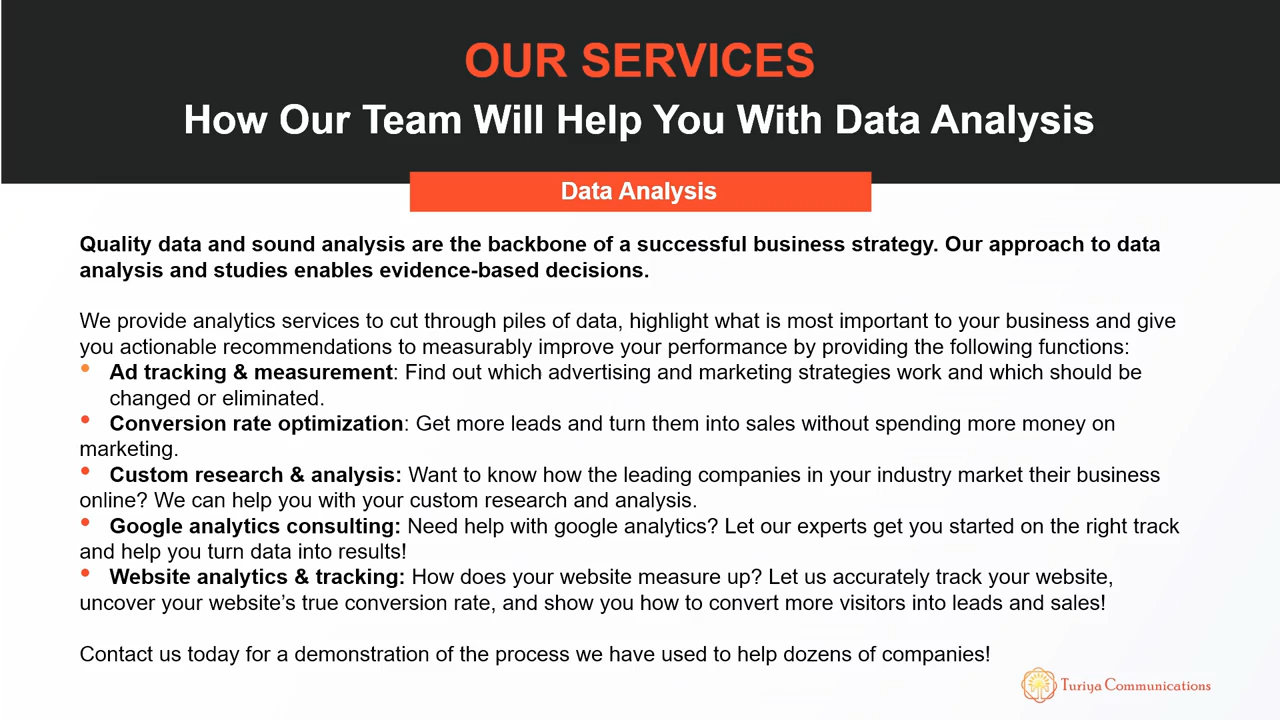 OUR SERVICES
How Our Team Will Help You With Data Analysis
Data Analysis
Quality data and sound analysis are the backbone of a successful business strategy. Our approach to data
analysis and studies enables evidence-based decisions.
We provide analytics services to cut through piles of data, highlight what is most important to your business and give
you actionable recommendations to measurably improve your performance by providing the following functions:
• Ad tracking & measurement: Find out which advertising and marketing strategies work and which should be
changed or eliminated.
• Conversion rate optimization: Get more leads and turn them into sales without spending more money on
marketing.
• Custom research & analysis: Want to know how the leading companies in your industry market their business
online? We can help you with your custom research and analysis.
• Google analytics consulting: Need help with google analytics? Let our experts get you started on the right track
and help you turn data into results!
• Website analytics & tracking: How does your website measure up? Let us accurately track your website,
uncover your website’s true conversion rate, and show you how to convert more visitors into leads and sales!
Contact us today for a demonstration of the process we have used to help dozens of companies!
Turiya Communications